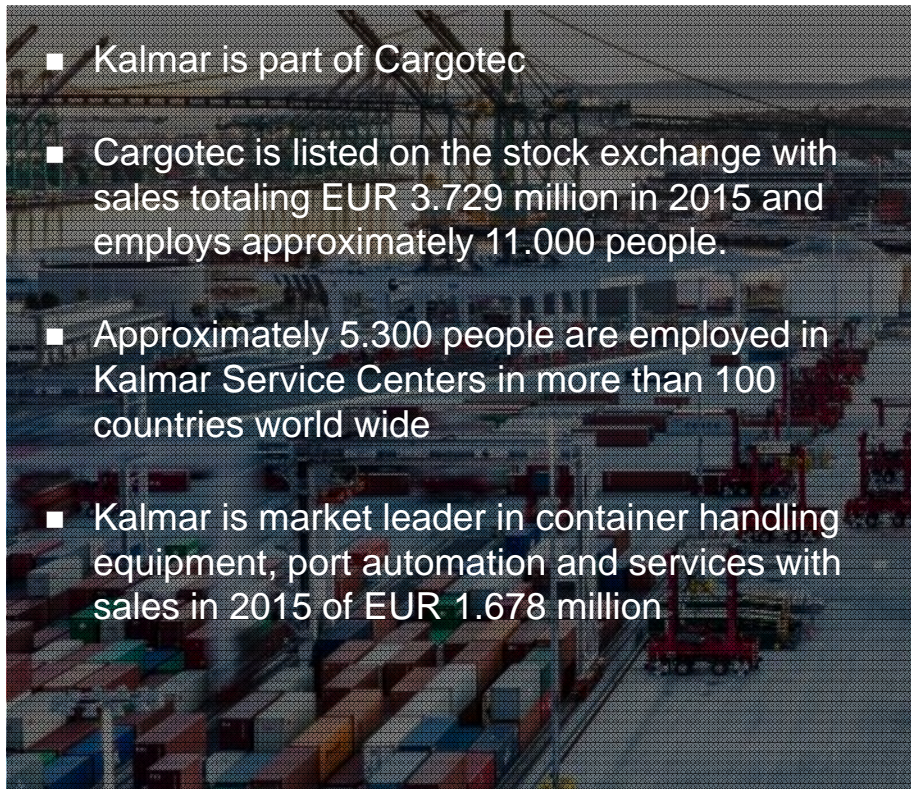 ▪ Kalmar is part of Cargotec
▪ Cargotec is listed on the stock exchange with
sales totaling EUR 3.729 million in 2015 and
employs approximately 11.000 people.
▪ Approximately 5.300 people are employed in
Kalmar Service Centers in more than 100
countries world wide
▪ Kalmar is market leader in container handling
equipment, port automation and services with
sales in 2015 of EUR 1.678 million